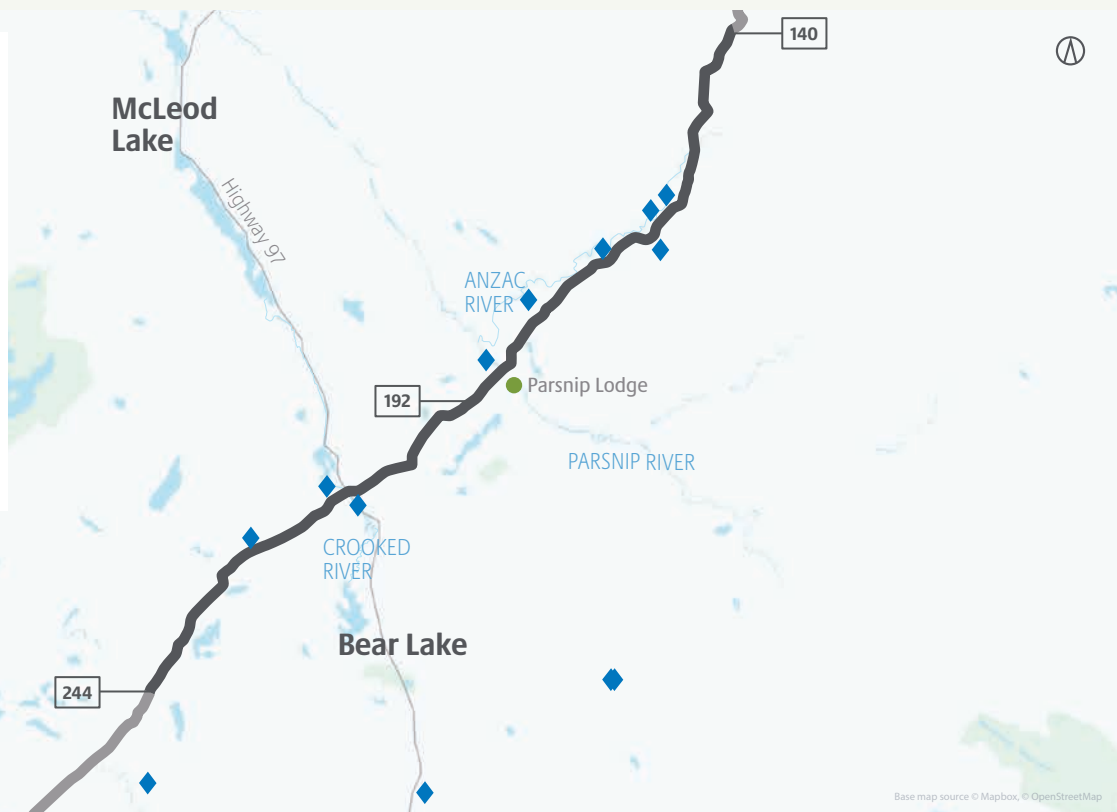 140
McLeod
Lake
Highway 97
ANZAC
RIVER
Parsnip Lodge
192
PARSNIP RIVER
CROOKED
RIVER
Bear Lake
244
Base map source © Mapbox, © OpenStreetMap